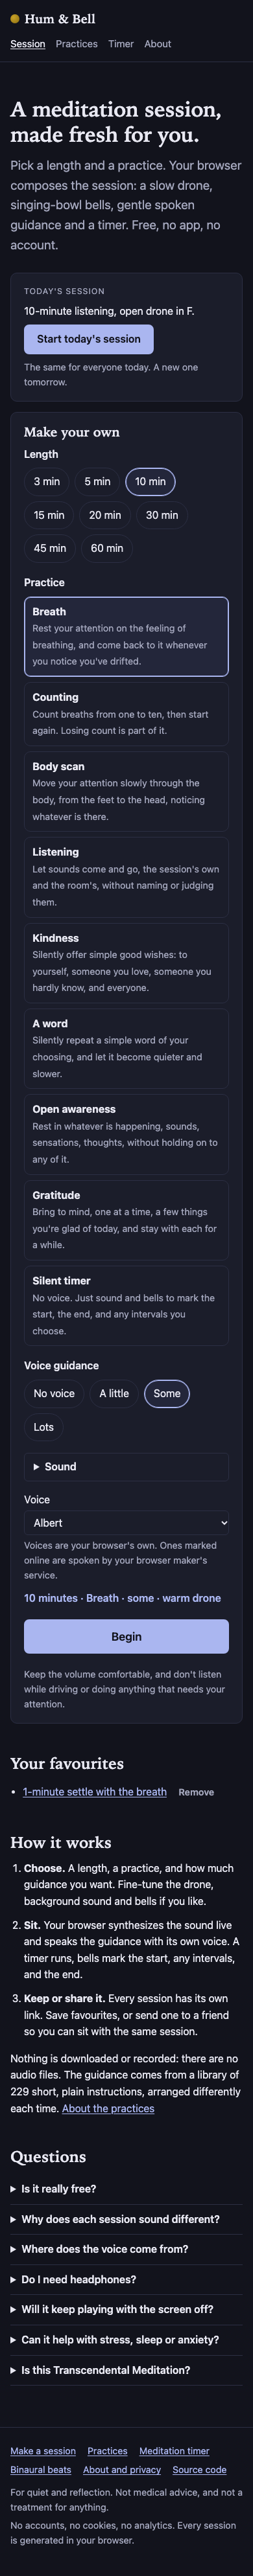 Hum & Bell
Session Practices Timer About
A meditation session,
made fresh for you.
Pick a length and a practice. Your browser
composes the session: a slow drone,
singing-bowl bells, gentle spoken
guidance and a timer. Free, no app, no
account.
TODAY'S SESSION
10-minute listening, open drone in F.
Start today's session
The same for everyone today. A new one
tomorrow.
Make your own
Length
3 min 5 min 10 min
15 min 20 min 30 min
45 min 60 min
Practice
Breath
Rest your attention on the feeling of
breathing, and come back to it whenever
you notice you've drifted.
Counting
Count breaths from one to ten, then start
again. Losing count is part of it.
Body scan
Move your attention slowly through the
body, from the feet to the head, noticing
whatever is there.
Listening
Let sounds come and go, the session's own
and the room's, without naming or judging
them.
Kindness
Silently offer simple good wishes: to
yourself, someone you love, someone you
hardly know, and everyone.
A word
Silently repeat a simple word of your
choosing, and let it become quieter and
slower.
Open awareness
Rest in whatever is happening, sounds,
sensations, thoughts, without holding on to
any of it.
Gratitude
Bring to mind, one at a time, a few things
you're glad of today, and stay with each for
a while.
Silent timer
No voice. Just sound and bells to mark the
start, the end, and any intervals you
choose.
Voice guidance
No voice A little Some
Lots
Sound
Voice
Albert
Voices are your browser's own. Ones marked
online are spoken by your browser maker's
service.
10 minutes · Breath · some · warm drone
Begin
Keep the volume comfortable, and don't listen
while driving or doing anything that needs your
attention.
Your favourites
1-minute settle with the breath Remove
How it works
1. Choose. A length, a practice, and how much
guidance you want. Fine-tune the drone,
background sound and bells if you like.
2. Sit. Your browser synthesizes the sound live
and speaks the guidance with its own voice. A
timer runs, bells mark the start, any intervals,
and the end.
3. Keep or share it. Every session has its own
link. Save favourites, or send one to a friend
so you can sit with the same session.
Nothing is downloaded or recorded: there are no
audio files. The guidance comes from a library of
229 short, plain instructions, arranged differently
each time. About the practices
Questions
Is it really free?
Why does each session sound different?
Where does the voice come from?
Do I need headphones?
Will it keep playing with the screen off?
Can it help with stress, sleep or anxiety?
Is this Transcendental Meditation?
Make a session Practices Meditation timer
Binaural beats About and privacy Source code
For quiet and reflection. Not medical advice, and not a
treatment for anything.
No accounts, no cookies, no analytics. Every session
is generated in your browser.